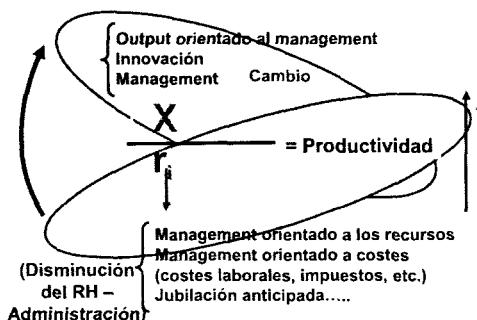 Output orientado al management
Innovación
Management
Cambio
X
= Productividad
r
Management orientado a los recursos
Management orientado a costes
(costes laborales, impuestos, etc.)
Jubilación anticipada.....
(Disminución
del RH –
Administración)